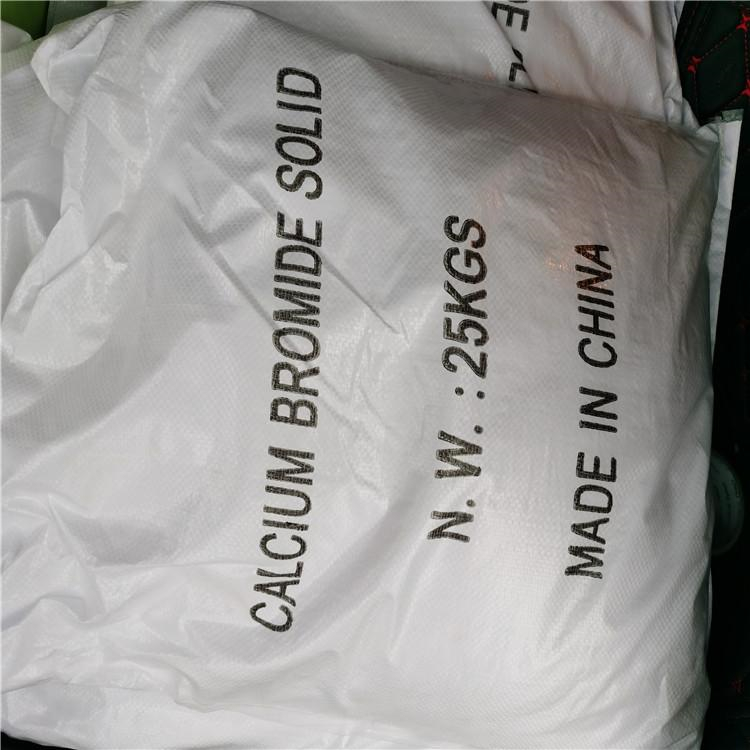 CALCIUM BROMIDE SOLID
N.W.:25KGS
MADE IN CHINA